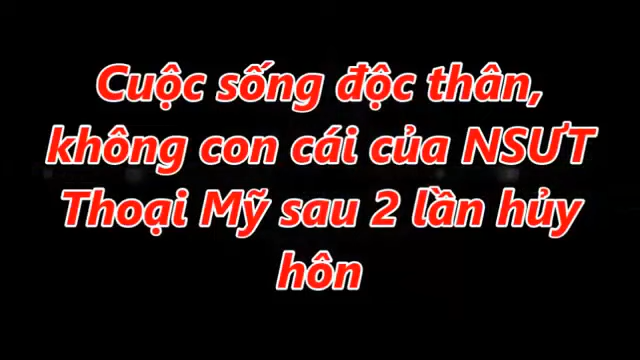 Cuộc sống độc thân,
không con cái của NSƯT
Thoại Mỹ sau 2 lần hủy
hôn